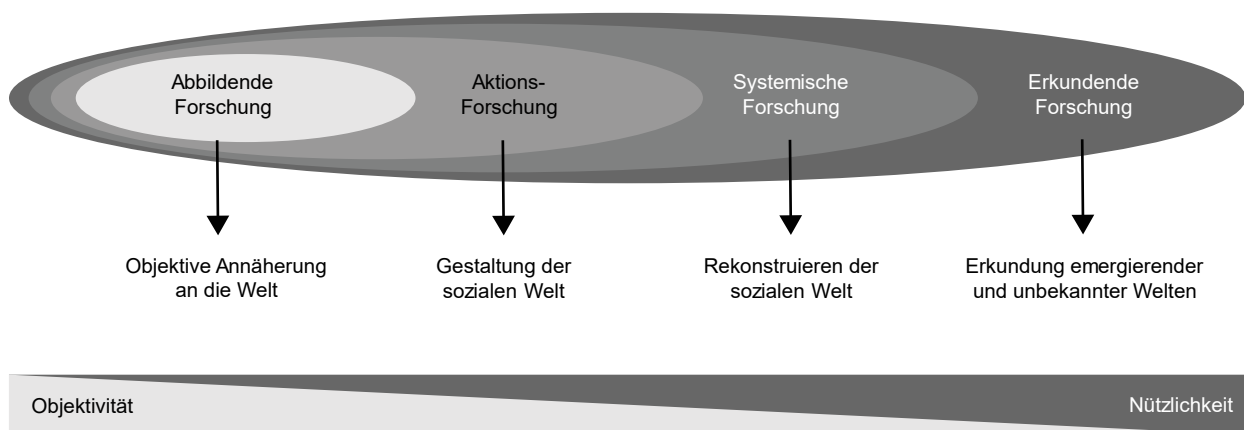 Abbildende
Forschung
Aktions-
Forschung
Systemische
Forschung
Erkundende
Forschung
Objektive Annäherung
an die Welt
Gestaltung der
sozialen Welt
Rekonstruieren der
sozialen Welt
Erkundung emergierender
und unbekannter Welten
Objektivität
Nützlichkeit